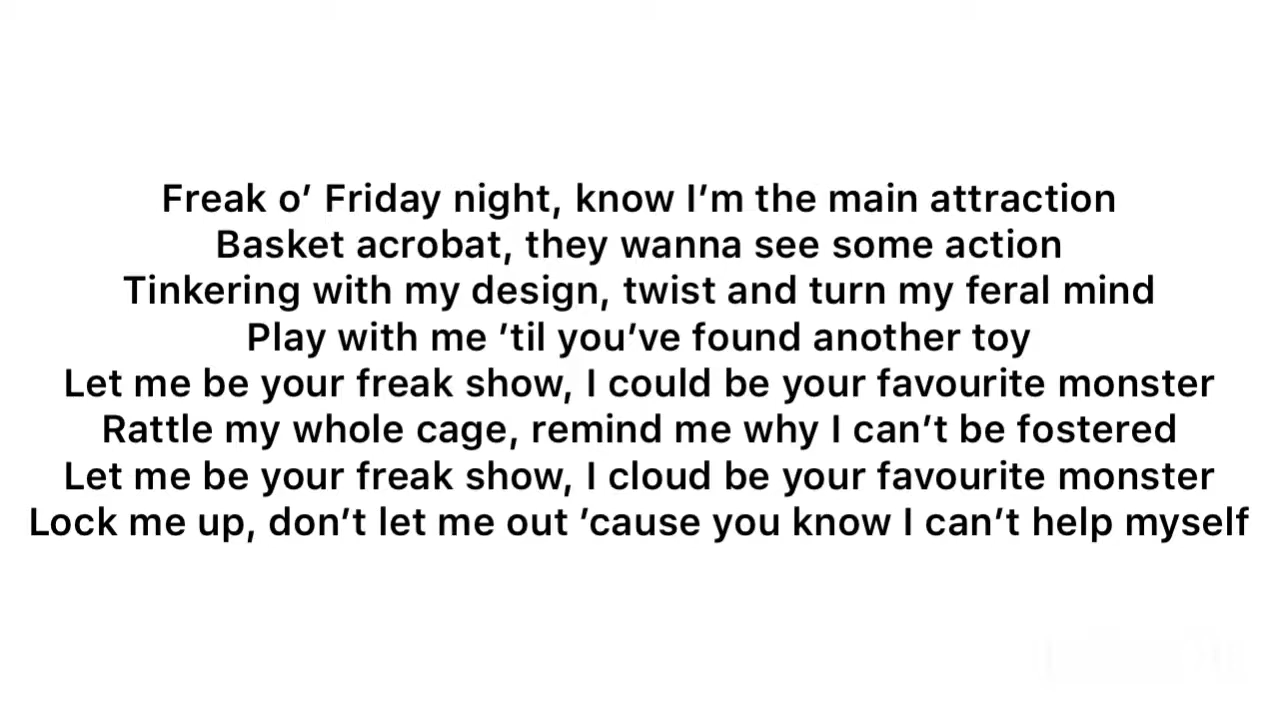 Freak o’ Friday night, know I’m the main attraction
Basket acrobat, they wanna see some action
Tinkering with my design, twist and turn my feral mind
Play with me ’til you’ve found another toy
Let me be your freak show, I could be your favourite monster
Rattle my whole cage, remind me why I can’t be fostered
Let me be your freak show, I cloud be your favourite monster
Lock me up, don’t let me out ’cause you know I can’t help myself